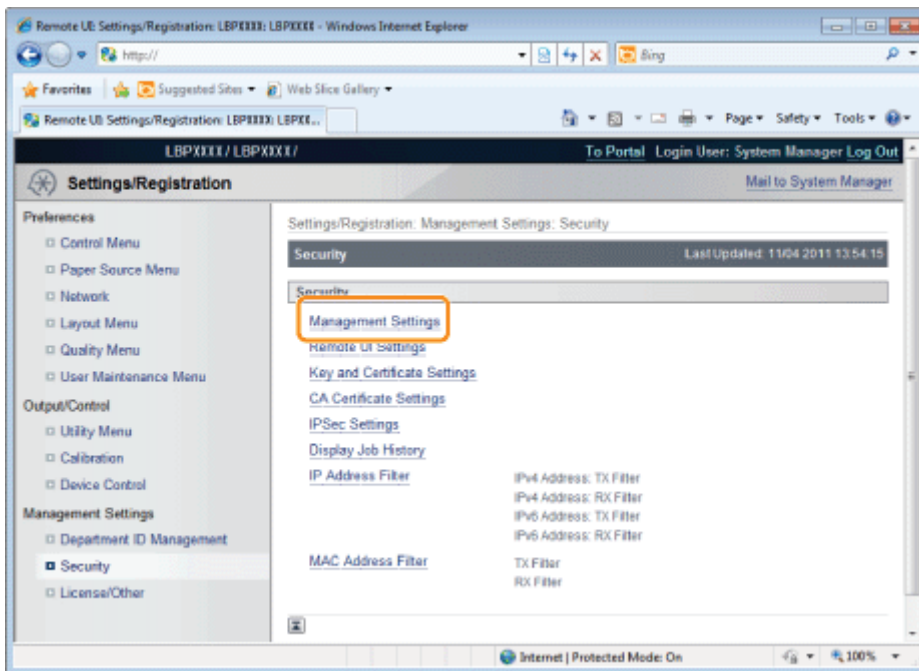 Remote UI: Settings/Registration: LBPXXXX: LBPXXXX - Windows Internet Explorer
http://
Bing
Favorites Suggested Sites Web Slice Gallery
Remote UI: Settings/Registration: LBPXXXX: LBPXX... Page Safety Tools
LBPXXXX / LBPXXXX / To Portal Login User: System Manager Log Out
Settings/Registration Mail to System Manager
Preferences
Control Menu
Paper Source Menu
Network
Layout Menu
Quality Menu
User Maintenance Menu
Output/Control
Utility Menu
Calibration
Device Control
Management Settings
Department ID Management
Security
License/Other
Settings/Registration: Management Settings: Security
Security Last Updated: 11/04 2011 13:54:15
Security
Management Settings
Remote UI Settings
Key and Certificate Settings
CA Certificate Settings
IPSec Settings
Display Job History
IP Address Filter IPv4 Address: TX Filter
IPv4 Address: RX Filter
IPv6 Address: TX Filter
IPv6 Address: RX Filter
MAC Address Filter TX Filter
RX Filter
Internet | Protected Mode: On 100%